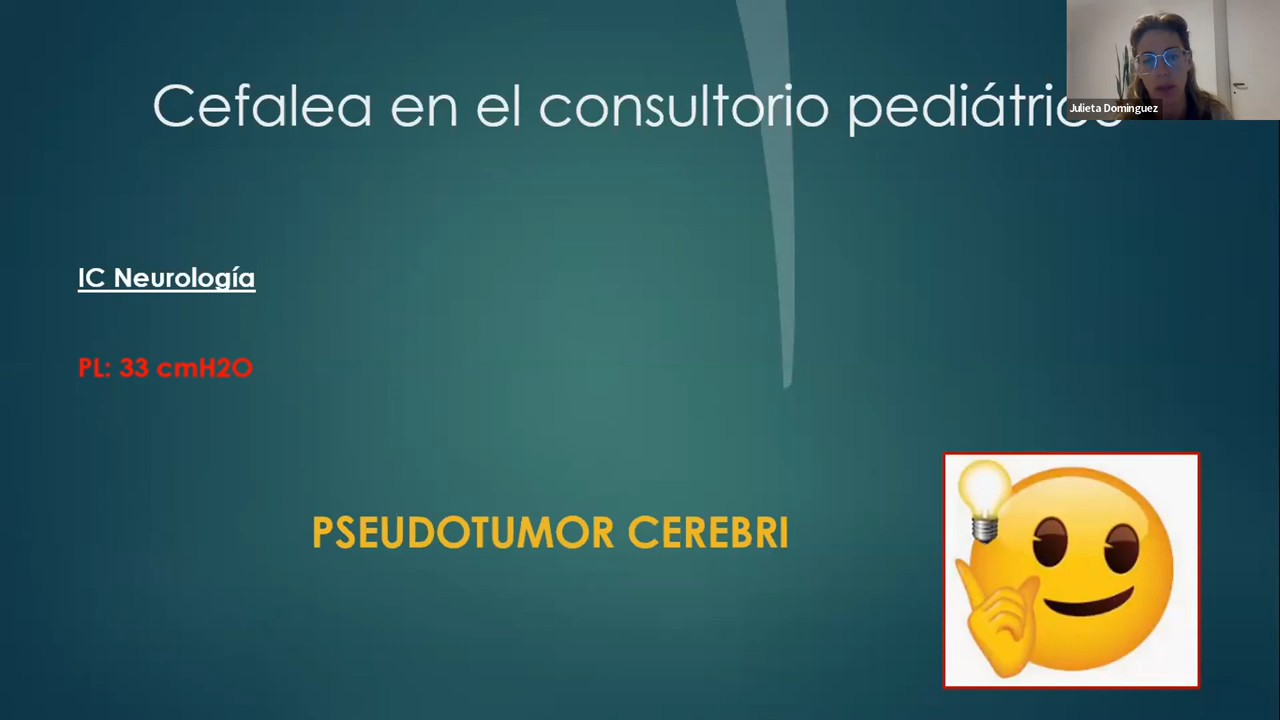 Cefalea en el consultorio pediátrico
Julieta Dominguez
IC Neurología
PL: 33 cmH2O
PSEUDOTUMOR CEREBRI